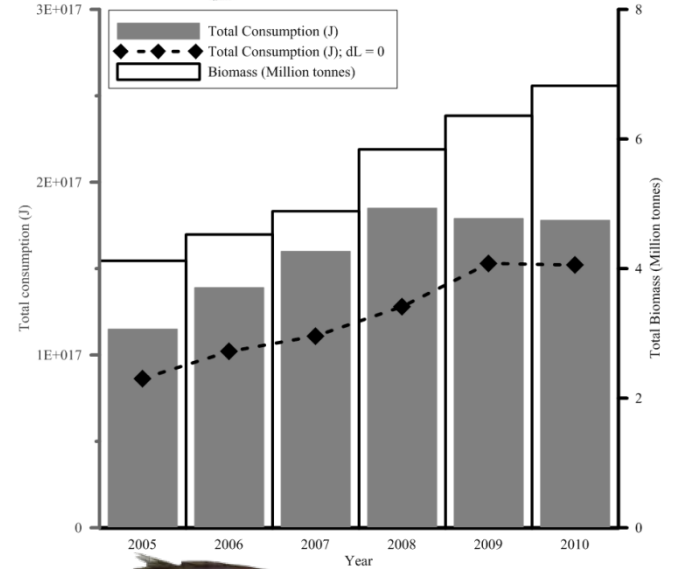 3E+017
8
Total Consumption (J)
Total Consumption (J); dL = 0
Biomass (Million tonnes)
6
2E+017
Total consumption (J)
Total Biomass (Million tonnes)
4
1E+017
2
0
0
2005 2006 2007 2008 2009 2010
Year